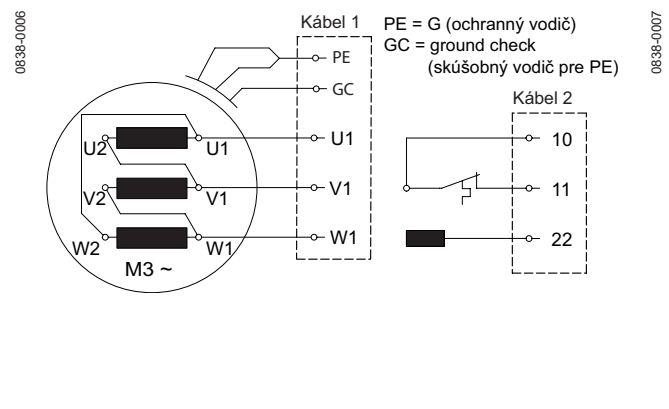 0838-0006
Kábel 1
PE
GC
U1
V1
W1
U2
U1
V2
V1
W2
W1
M3 ~
PE = G (ochranný vodič)
GC = ground check
(skúšobný vodič pre PE)
Kábel 2
10
11
22
0838-0007